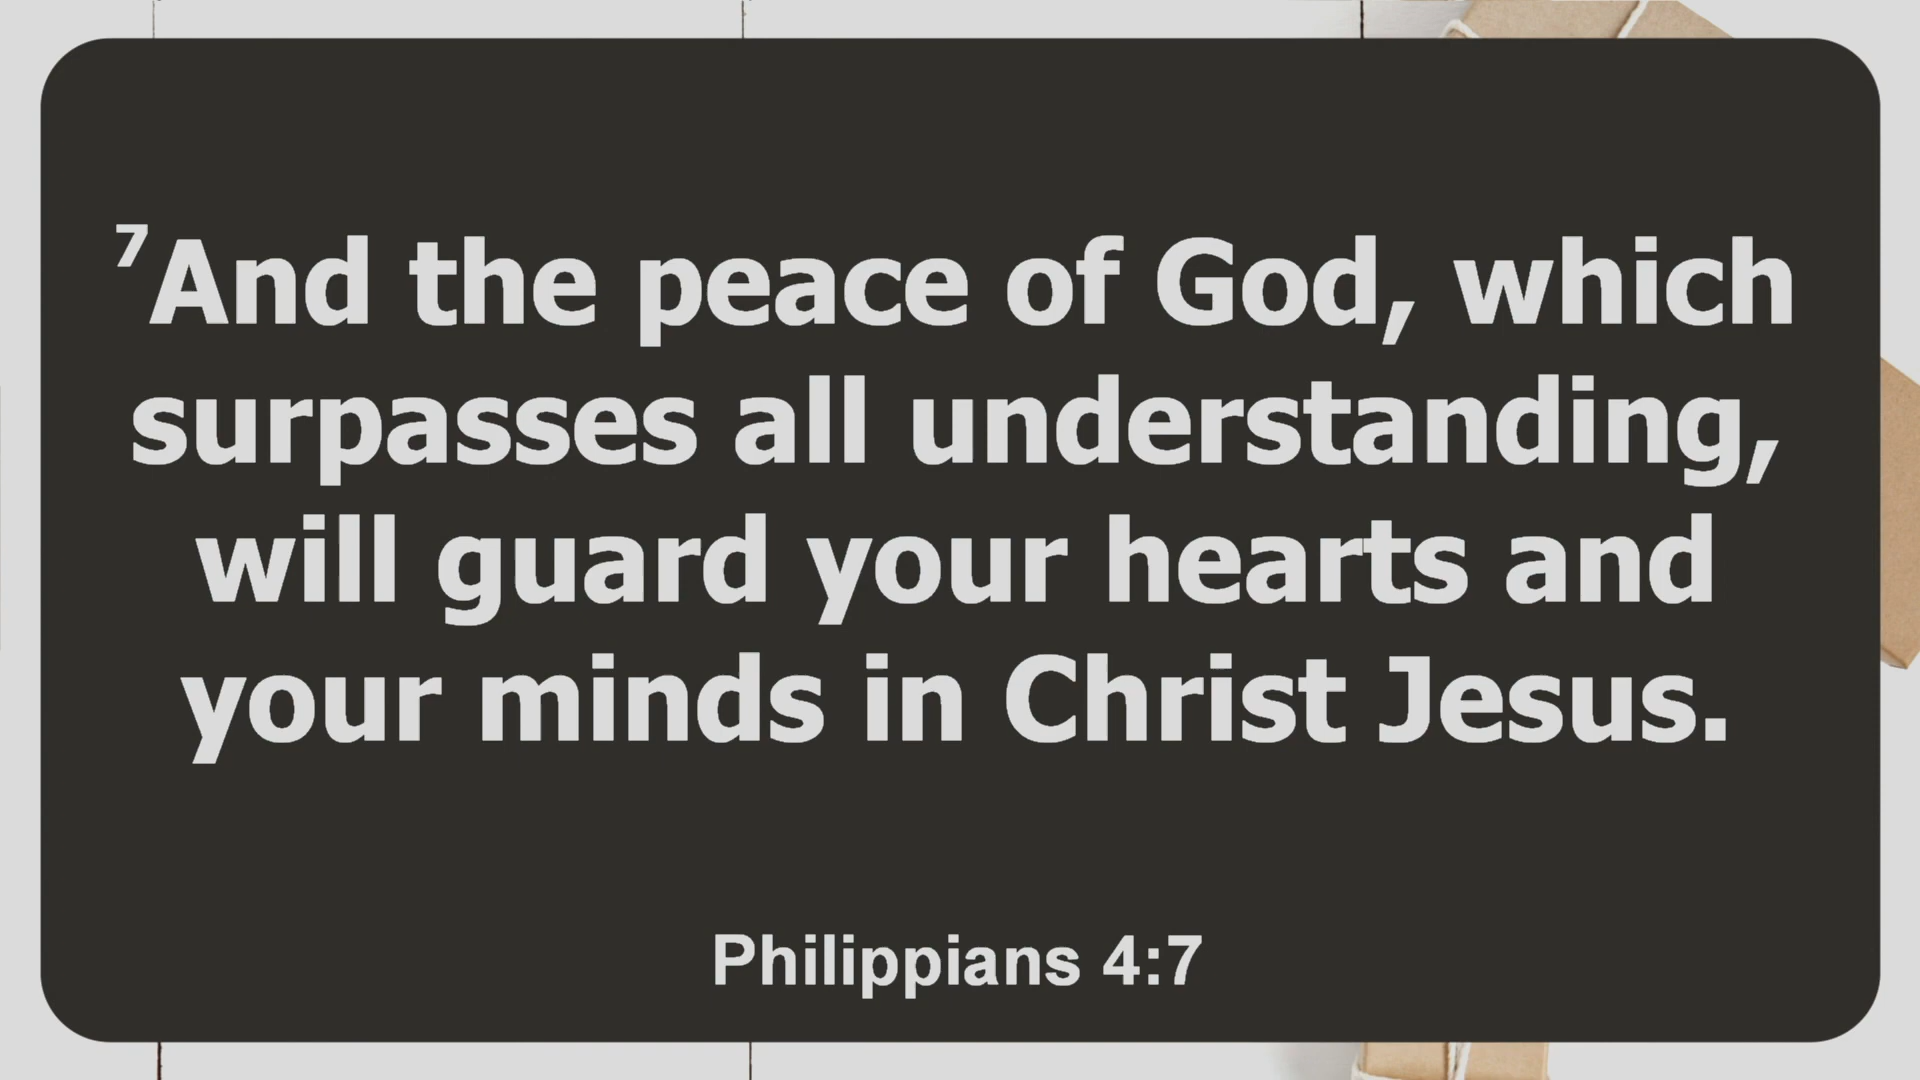 ⁷And the peace of God, which
surpasses all understanding,
will guard your hearts and
your minds in Christ Jesus.
Philippians 4:7